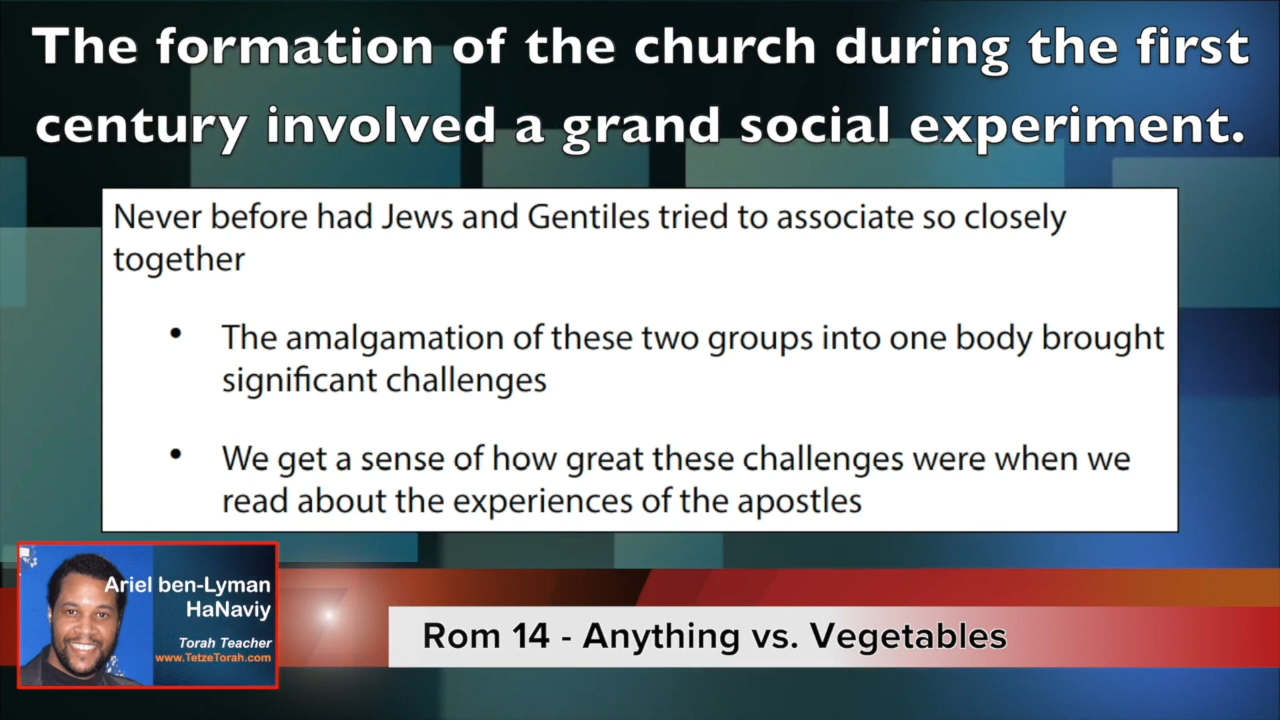 The formation of the church during the first
century involved a grand social experiment.
Never before had Jews and Gentiles tried to associate so closely
together
• The amalgamation of these two groups into one body brought
significant challenges
• We get a sense of how great these challenges were when we
read about the experiences of the apostles
Ariel ben-Lyman
HaNaviy
Torah Teacher
www.TetzeTorah.com
Rom 14 - Anything vs. Vegetables